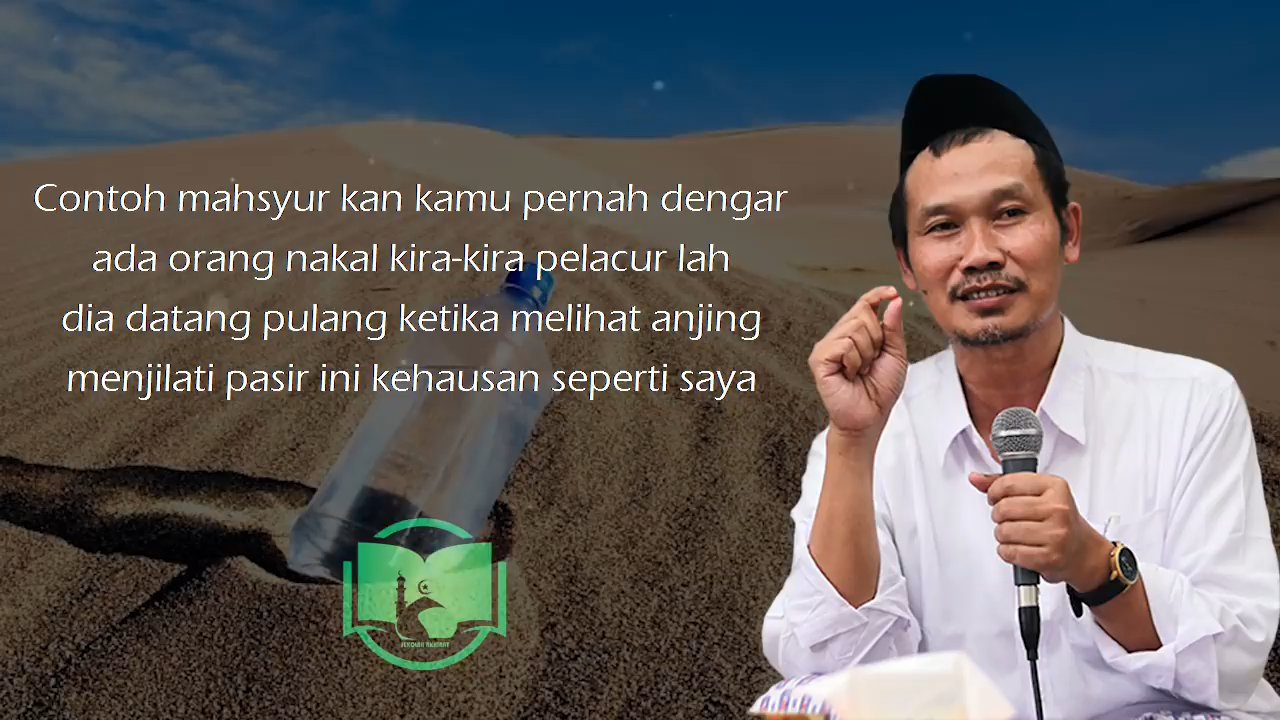 Contoh mahsyur kan kamu pernah dengar
ada orang nakal kira-kira pelacur lah
dia datang pulang ketika melihat anjing
menjilati pasir ini kehausan seperti saya